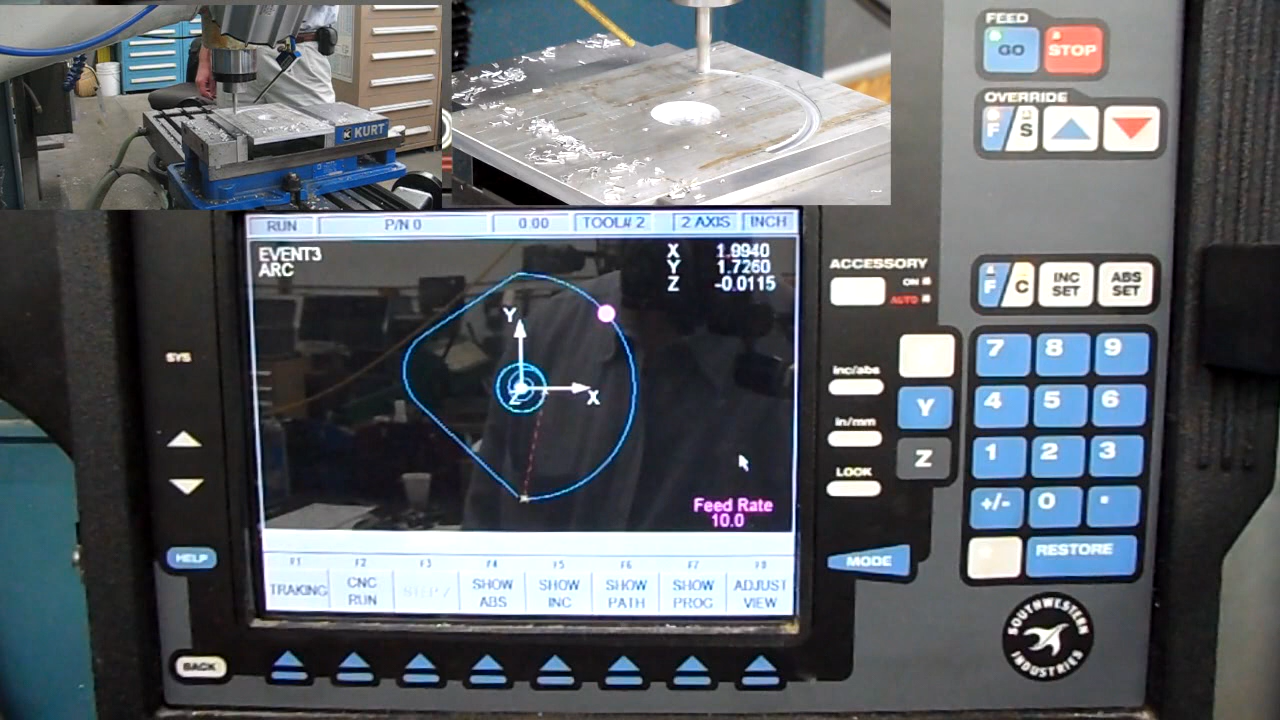 KURT
FEED
GO
STOP
OVERRIDE
F/S
RUN P/N 0 0.00 TOOL# 2 2 AXIS INCH
EVENT3
ARC
X 1.9940
Y 1.7260
Z -0.0115
Y
X
Z
Feed Rate
10.0
F1 F2 F3 F4 F5 F6 F7 F8
TRAKING
CNC RUN
SHOW ABS
SHOW INC
SHOW PATH
SHOW PROG
ADJUST VIEW
SYS
HELP
BACK
ACCESSORY
ON
AUTO
inc/abs
in/mm
LOOK
MODE
F/C
INC SET
ABS SET
Y
Z
7 8 9
4 5 6
1 2 3
+/- 0 .
RESTORE
SOUTHWESTERN
INDUSTRIES